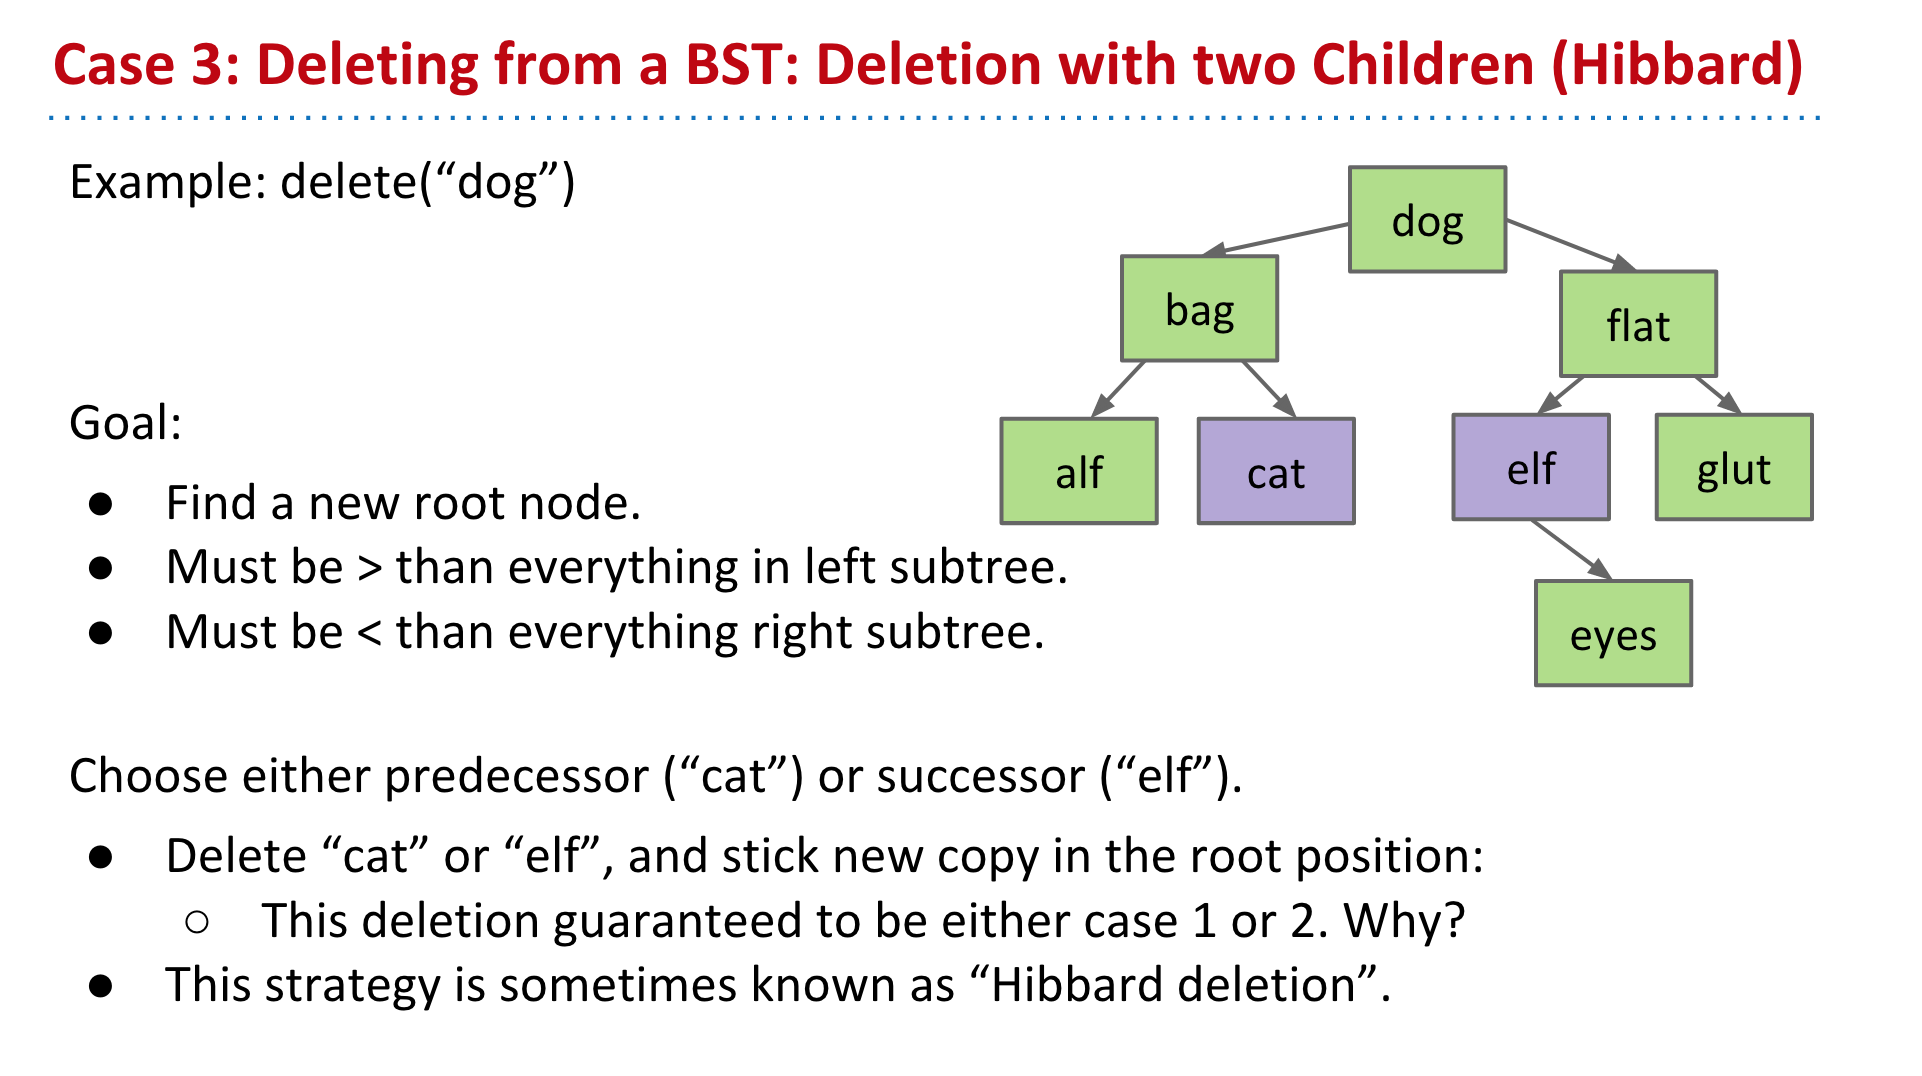 Case 3: Deleting from a BST: Deletion with two Children (Hibbard)
Example: delete(“dog”)
dog
bag
flat
alf
cat
elf
glut
eyes
Goal:
● Find a new root node.
● Must be > than everything in left subtree.
● Must be < than everything right subtree.
Choose either predecessor (“cat”) or successor (“elf”).
● Delete “cat” or “elf”, and stick new copy in the root position:
○ This deletion guaranteed to be either case 1 or 2. Why?
● This strategy is sometimes known as “Hibbard deletion”.